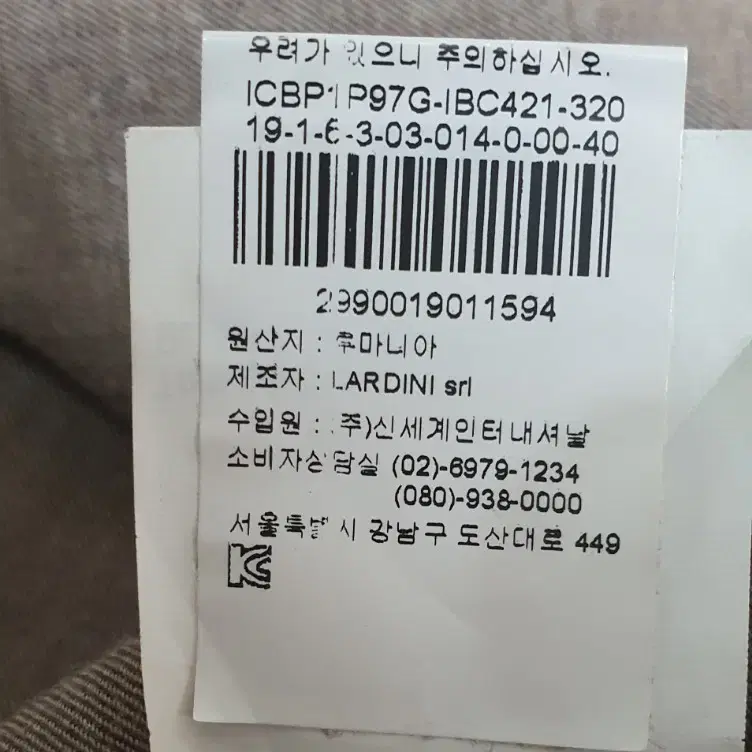 우려가 있으니 주의하십시오.
ICBP1P97G-IBC421-320
19-1-6-3-03-014-0-00-40
2990019011594
원산지 : 루마니아
제조자 : LARDINI srl
수입원 : (주)신세계인터내셔날
소비자상담실 (02)-6979-1234
(080)-938-0000
서울특별시 강남구 도산대로 449